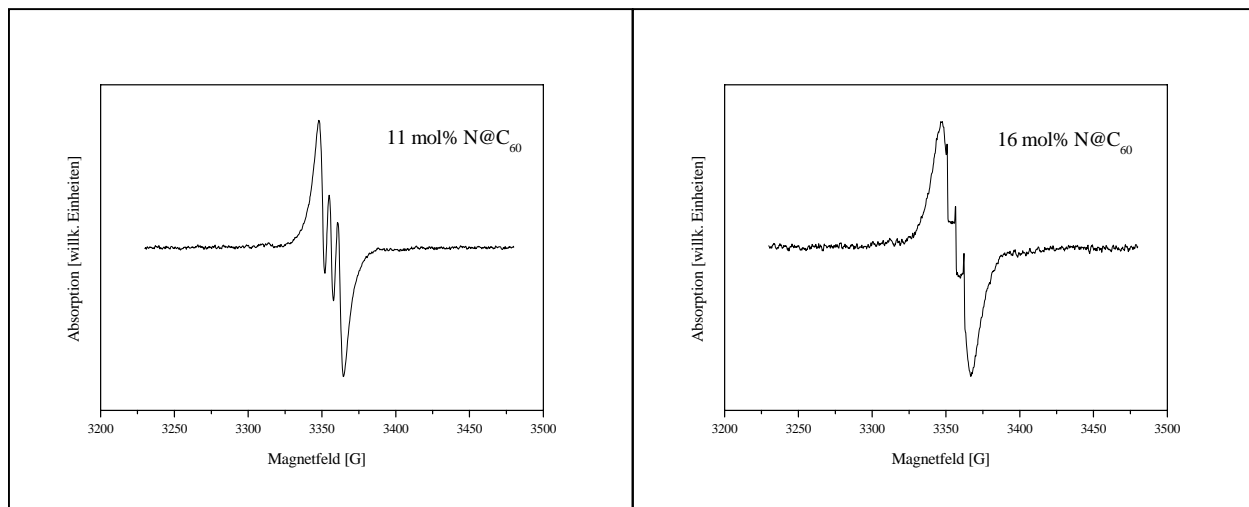 11 mol% N@C60
Absorption [willk. Einheiten]
3200 3250 3300 3350 3400 3450 3500
Magnetfeld [G]
16 mol% N@C60
Absorption [willk. Einheiten]
3200 3250 3300 3350 3400 3450 3500
Magnetfeld [G]